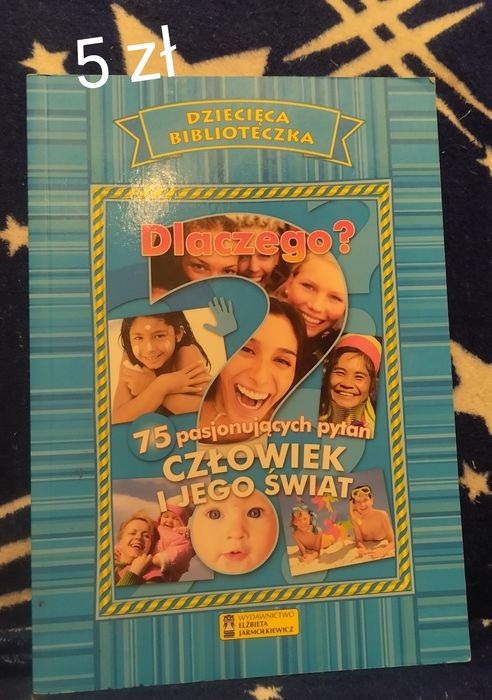 5 zł
DZIECIĘCA
BIBLIOTECZKA
Dlaczego?
75 pasjonujących pytań
CZŁOWIEK
I JEGO ŚWIAT
WYDAWNICTWO
ELŻBIETA
JARMOŁKIEWICZ